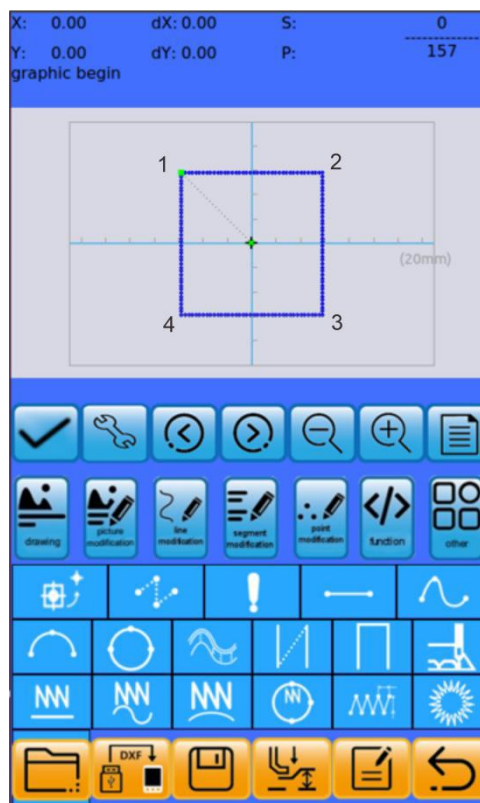 X: 0.00 dX: 0.00 S: 0
Y: 0.00 dY: 0.00 P: 157
graphic begin
1 2
(20mm)
4 3
drawing
picture modification
line modification
segment modification
point modification
function
other
DXF